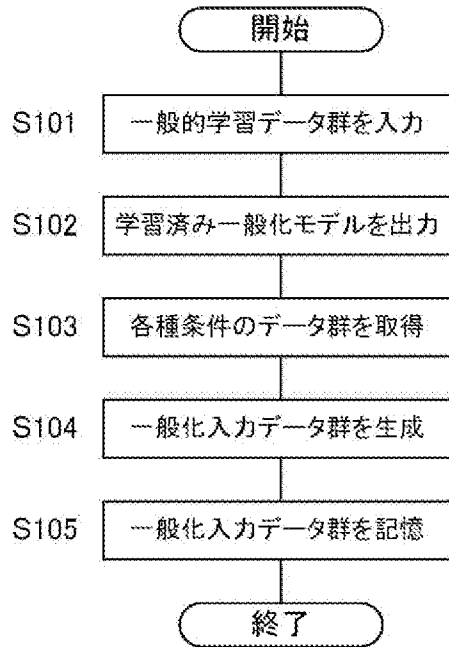 開始
S101 一般的学習データ群を入力
S102 学習済み一般化モデルを出力
S103 各種条件のデータ群を取得
S104 一般化入力データ群を生成
S105 一般化入力データ群を記憶
終了